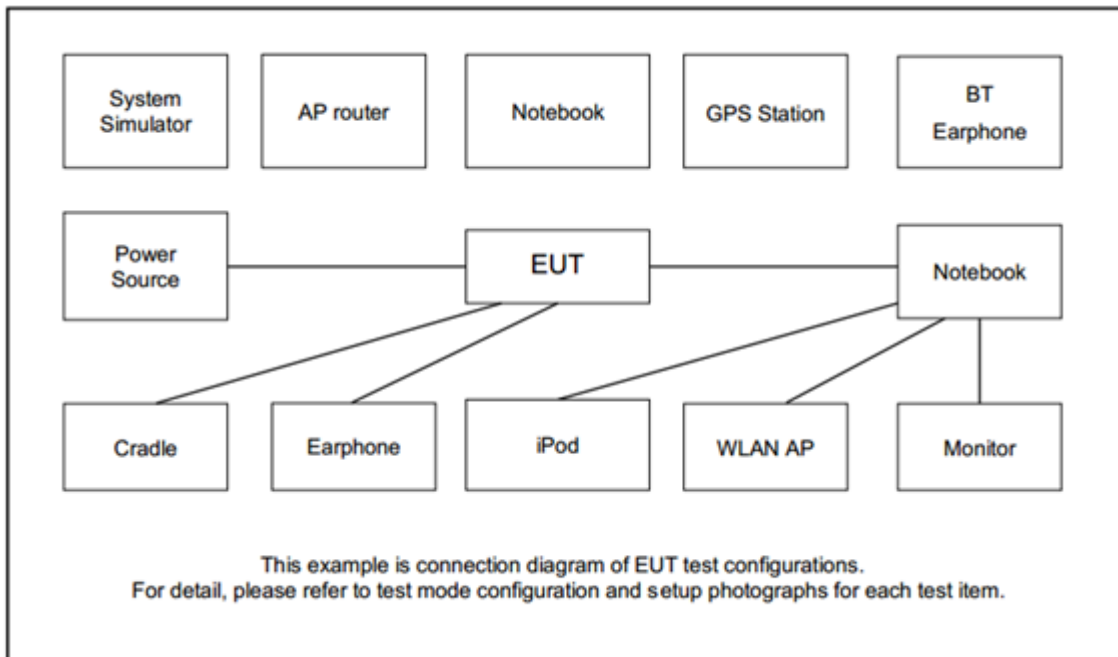 System
Simulator
AP router
Notebook
GPS Station
BT
Earphone
Power
Source
EUT
Notebook
Cradle
Earphone
iPod
WLAN AP
Monitor
This example is connection diagram of EUT test configurations.
For detail, please refer to test mode configuration and setup photographs for each test item.